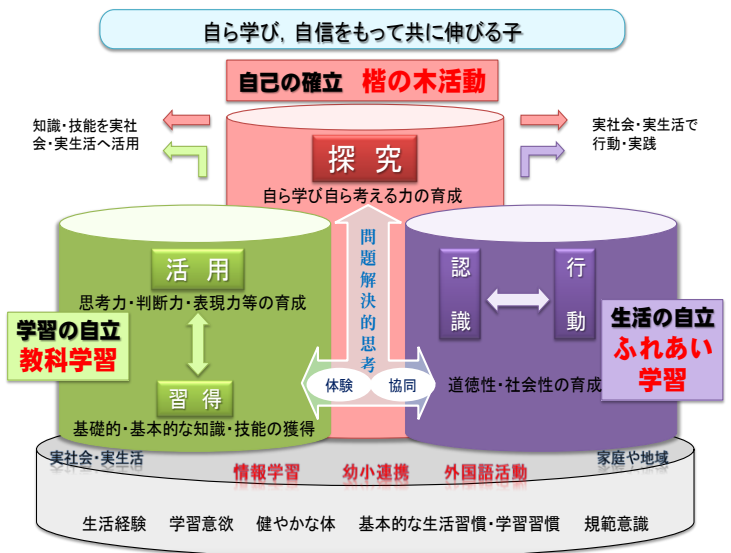 自ら学び，自信をもって共に伸びる子
自己の確立 楷の木活動
知識・技能を実社
会・実生活へ活用
実社会・実生活で
行動・実践
探 究
自ら学び自ら考える力の育成
問題解決的思考
活 用
思考力・判断力・表現力等の育成
学習の自立
教科学習
習 得
基礎的・基本的な知識・技能の獲得
体験
協同
認識
行動
道徳性・社会性の育成
生活の自立
ふれあい
学習
実社会・実生活
家庭や地域
情報学習 幼小連携 外国語活動
生活経験 学習意欲 健やかな体 基本的な生活習慣・学習習慣 規範意識